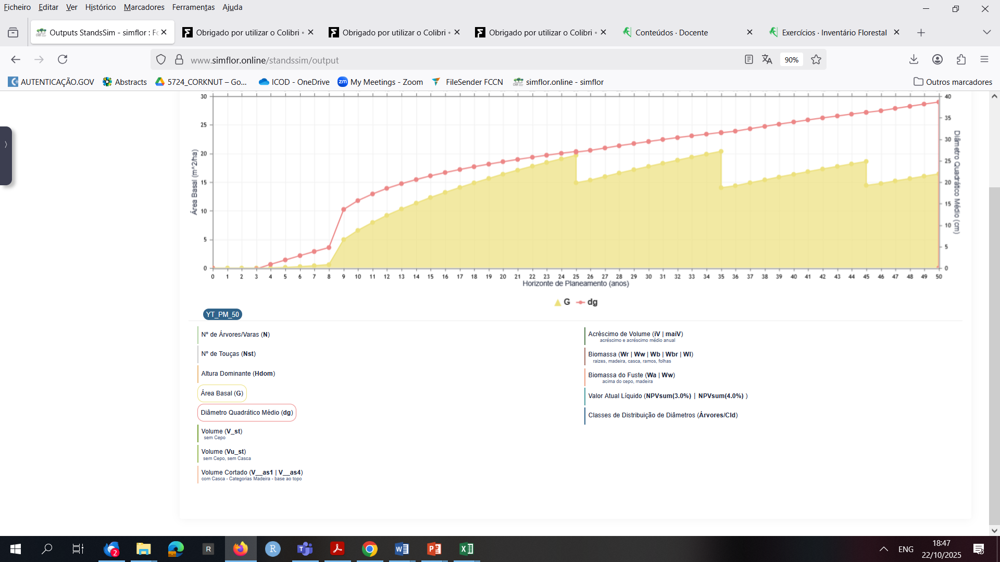 Ficheiro Editar Ver Histórico Marcadores Ferramentas Ajuda
Outputs StandsSim - simflor : Fo
Obrigado por utilizar o Colibri •
Obrigado por utilizar o Colibri •
Obrigado por utilizar o Colibri •
Conteúdos · Docente
Exercícios · Inventário Florestal
www.simflor.online/standssim/output
90%
AUTENTICAÇÃO.GOV
Abstracts
5724_CORKNUT – Go...
ICOD - OneDrive
zm My Meetings - Zoom
FileSender FCCN
simflor.online - simflor
Outros marcadores
30
25
20
15
10
5
0
Área Basal (m^2/ha)
40
35
30
25
20
15
10
5
0
Diâmetro Quadrático Médio (cm)
0 1 2 3 4 5 6 7 8 9 10 11 12 13 14 15 16 17 18 19 20 21 22 23 24 25 26 27 28 29 30 31 32 33 34 35 36 37 38 39 40 41 42 43 44 45 46 47 48 49 50
Horizonte de Planeamento (anos)
G dg
YT_PM_50
Nº de Árvores/Varas (N)
Nº de Touças (Nst)
Altura Dominante (Hdom)
Área Basal (G)
Diâmetro Quadrático Médio (dg)
Volume (V_st)
sem Cepo
Volume (Vu_st)
sem Cepo, sem Casca
Volume Cortado (V__as1 | V__as4)
com Casca - Categorias Madeira - base ao topo
Acréscimo de Volume (iV | maiV)
acréscimo e acréscimo médio anual
Biomassa (Wr | Ww | Wb | Wbr | Wl)
raizes, madeira, casca, ramos, folhas
Biomassa do Fuste (Wa | Ww)
acima do cepo, madeira
Valor Atual Líquido (NPVsum(3.0%) | NPVsum(4.0%) )
Classes de Distribuição de Diâmetros (Árvores/Cld)
2
R
R
ENG
18:47
22/10/2025